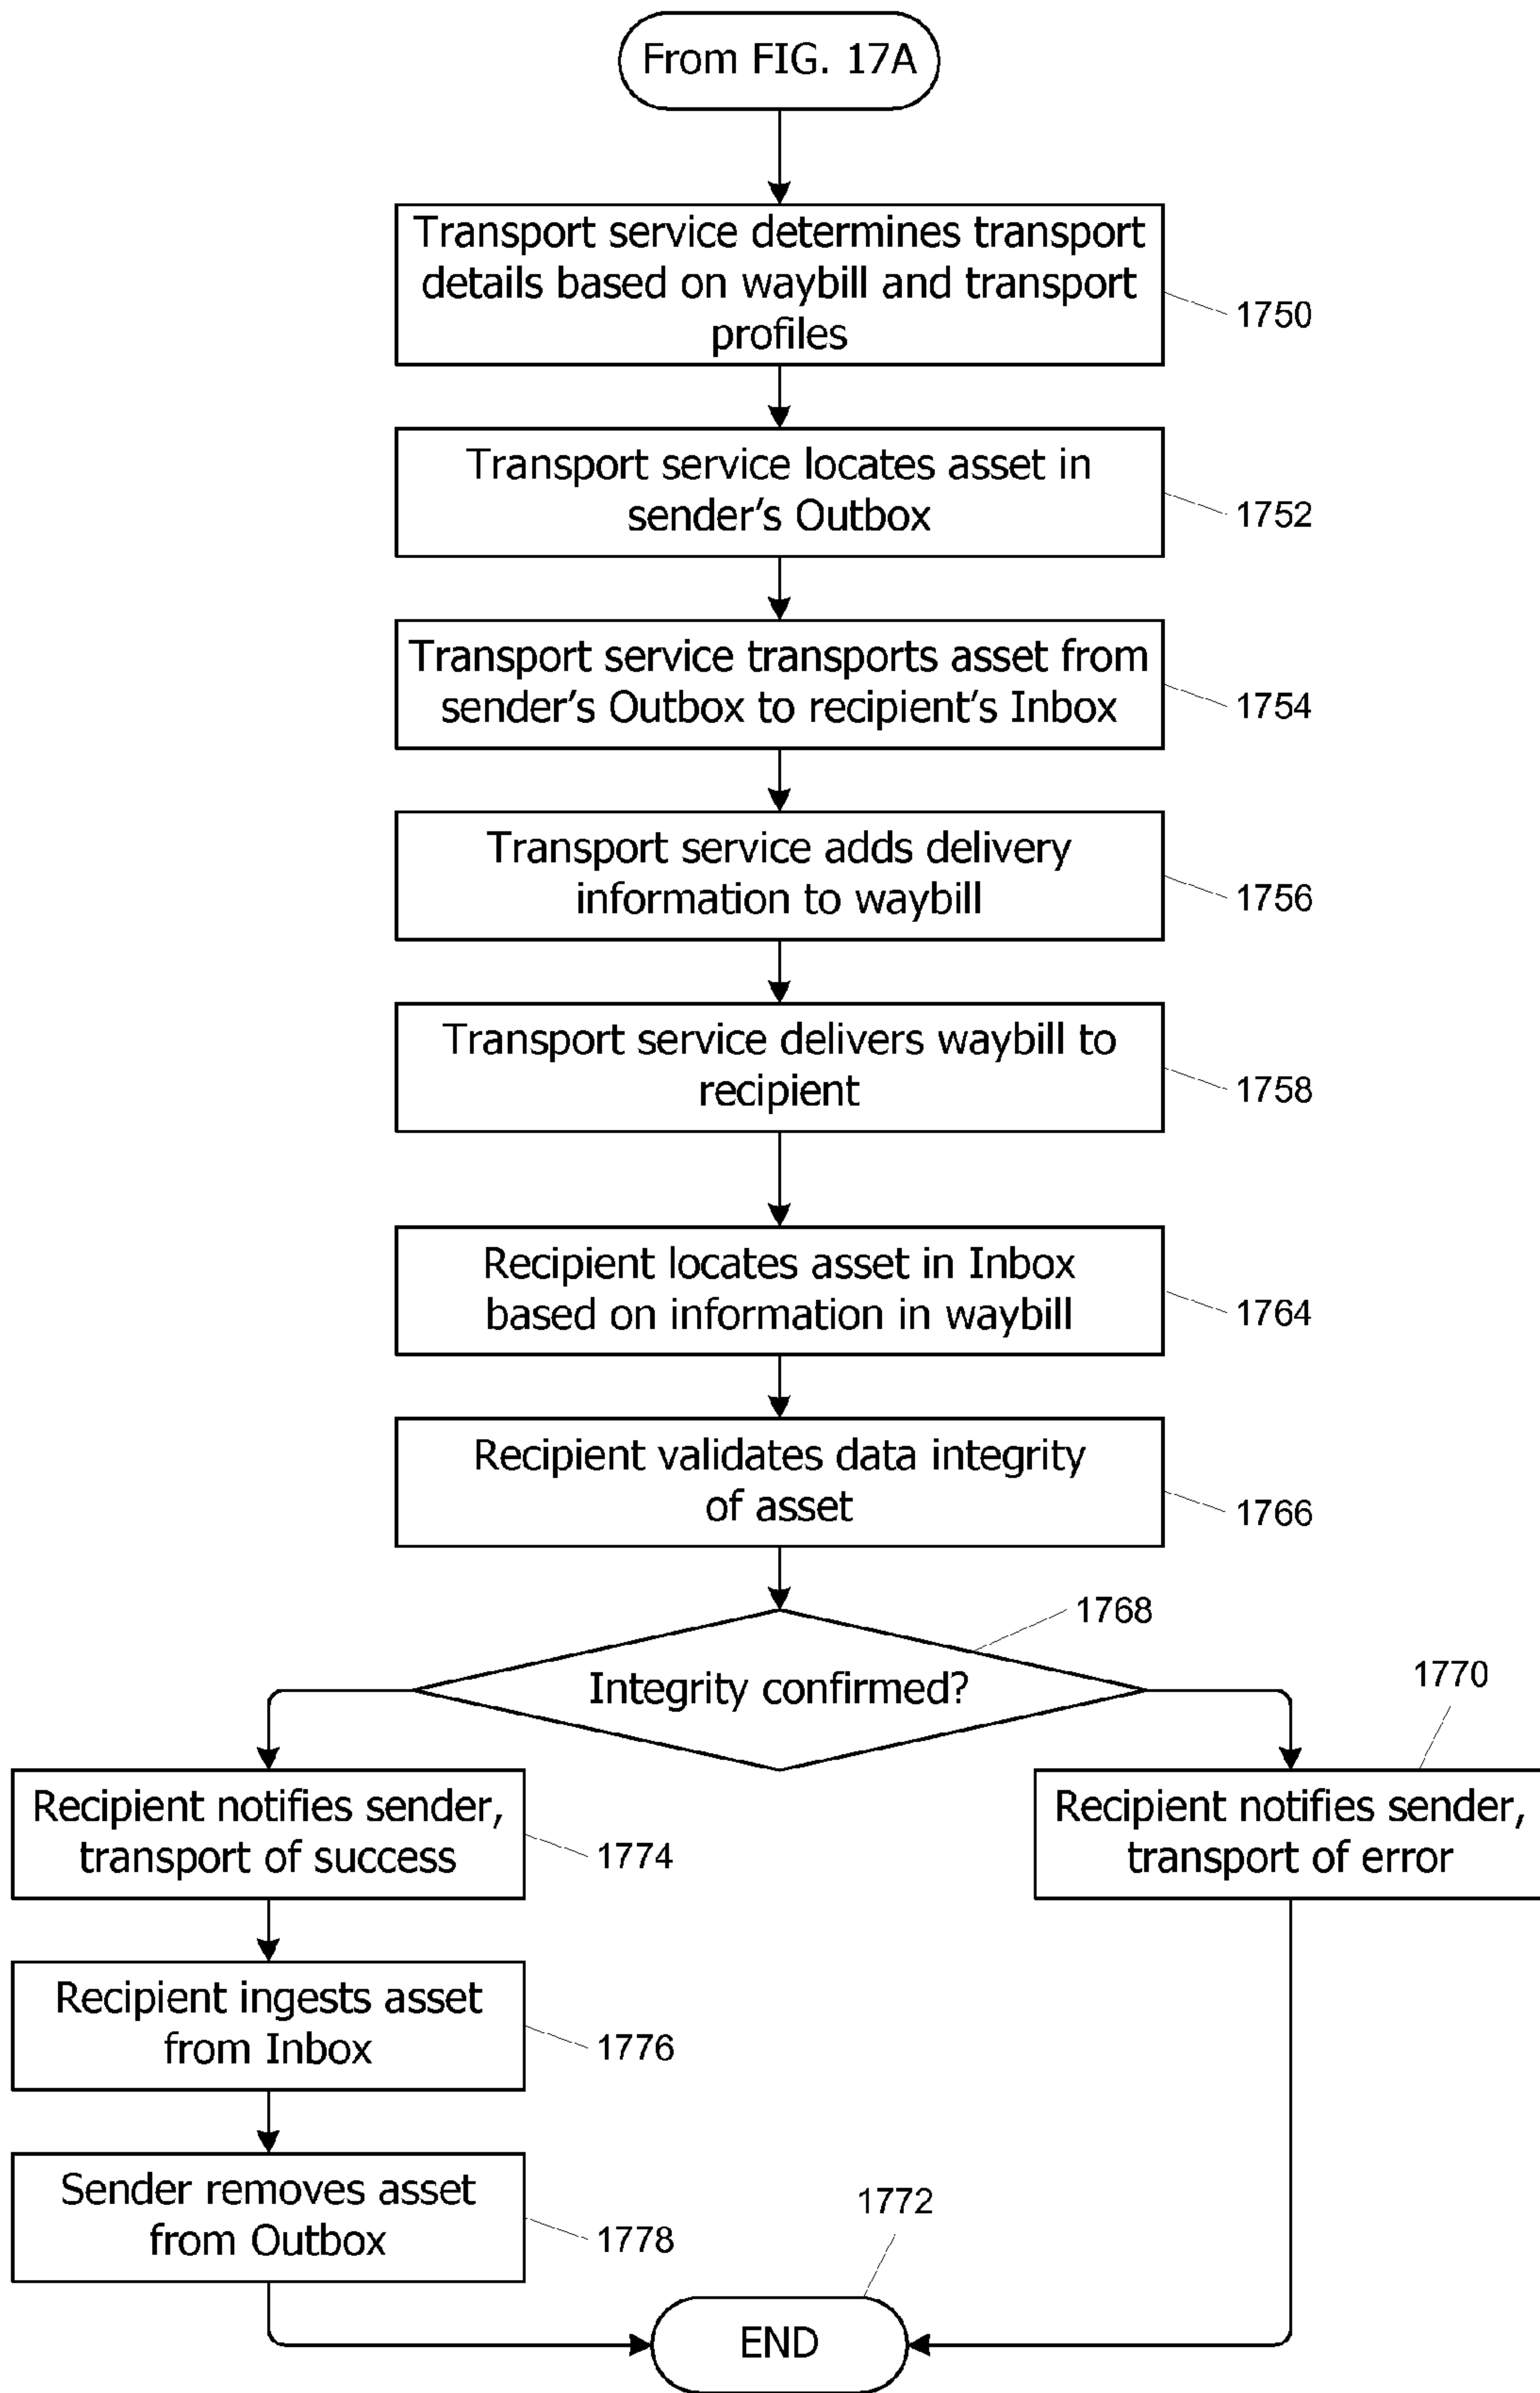 From FIG. 17A
Transport service determines transport
details based on waybill and transport
profiles
1750
Transport service locates asset in
sender's Outbox
1752
Transport service transports asset from
sender's Outbox to recipient's Inbox
1754
Transport service adds delivery
information to waybill
1756
Transport service delivers waybill to
recipient
1758
Recipient locates asset in Inbox
based on information in waybill
1764
Recipient validates data integrity
of asset
1766
1768
Integrity confirmed?
1770
Recipient notifies sender,
transport of success
1774
Recipient notifies sender,
transport of error
Recipient ingests asset
from Inbox
1776
Sender removes asset
from Outbox
1778
1772
END